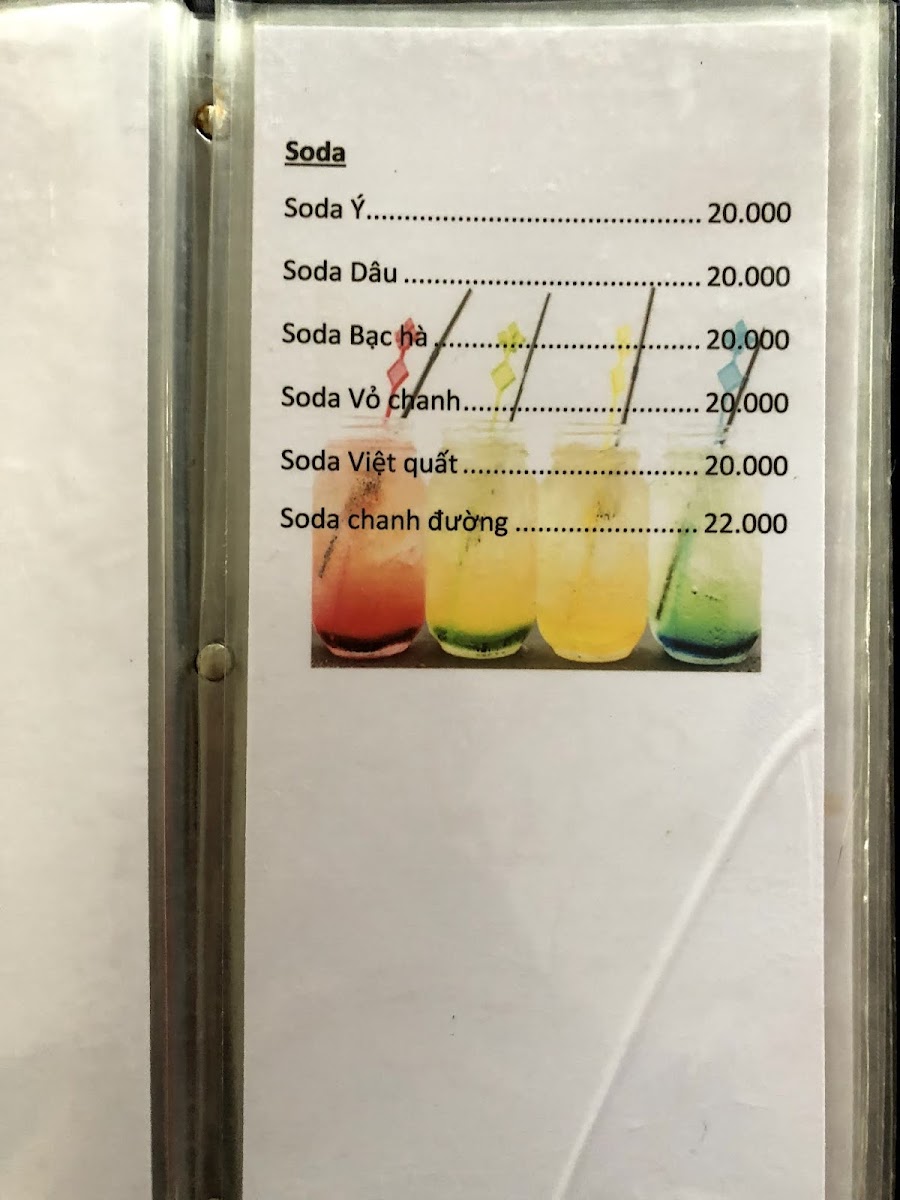 Soda
Soda Ý............................................ 20.000
Soda Dâu ....................................... 20.000
Soda Bạc hà ................................... 20.000
Soda Vỏ chanh............................... 20.000
Soda Việt quất ............................... 20.000
Soda chanh đường ........................ 22.000